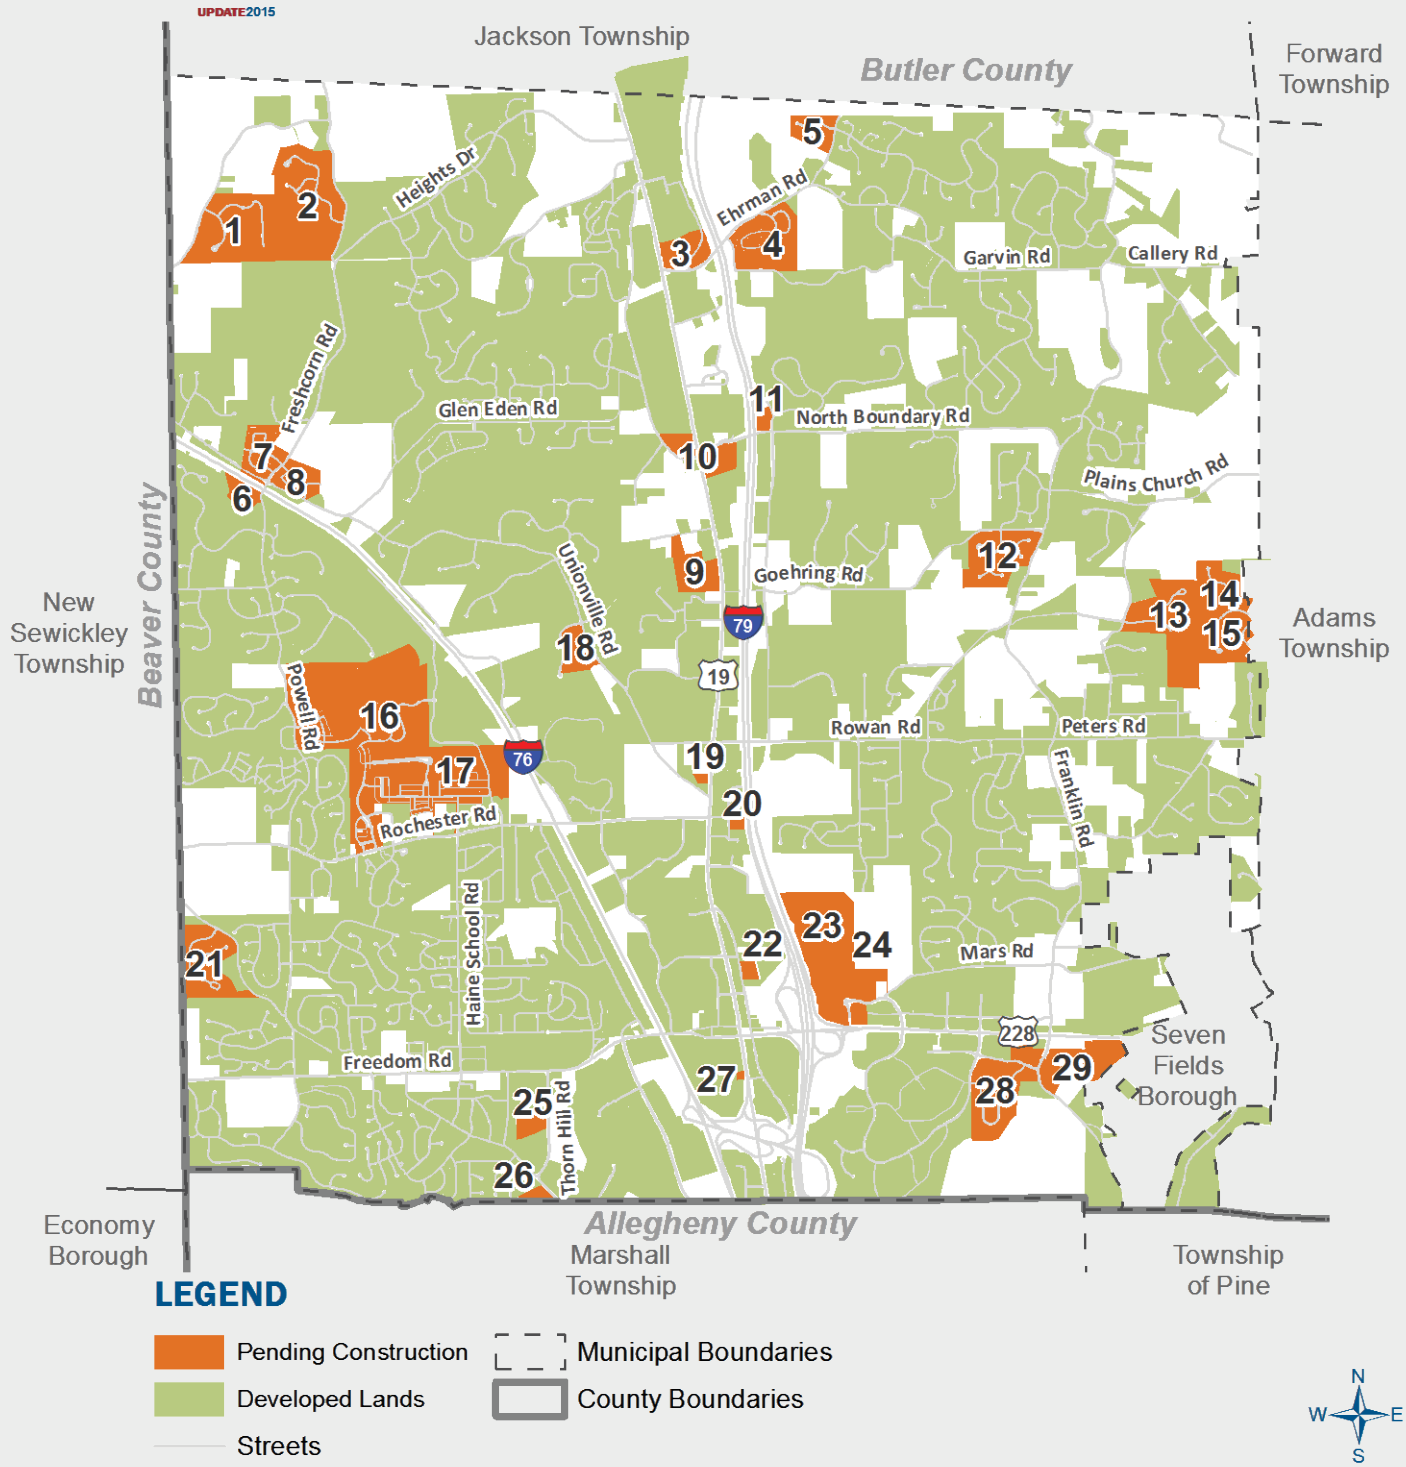 UPDATE2015
Jackson Township
Butler County
Forward
Township
5
Heights Dr
Ehrman Rd
2
1
3
4
Garvin Rd
Callery Rd
Freshcorn Rd
11
Glen Eden Rd
North Boundary Rd
7
10
8
6
Plains Church Rd
Beaver County
Unionville Rd
12
9
Goehring Rd
New
Sewickley
Township
14
13
15
79
Adams
Township
18
19
Powell Rd
16
Rowan Rd
Peters Rd
76
17
19
Franklin Rd
20
Rochester Rd
Haine School Rd
23
22
24
Mars Rd
21
228
Seven
Fields
Borough
Freedom Rd
27
29
28
25
Thorn Hill Rd
26
Allegheny County
Economy
Borough
Marshall
Township
Township
of Pine
LEGEND
Pending Construction
Municipal Boundaries
Developed Lands
County Boundaries
Streets
N
W
E
S